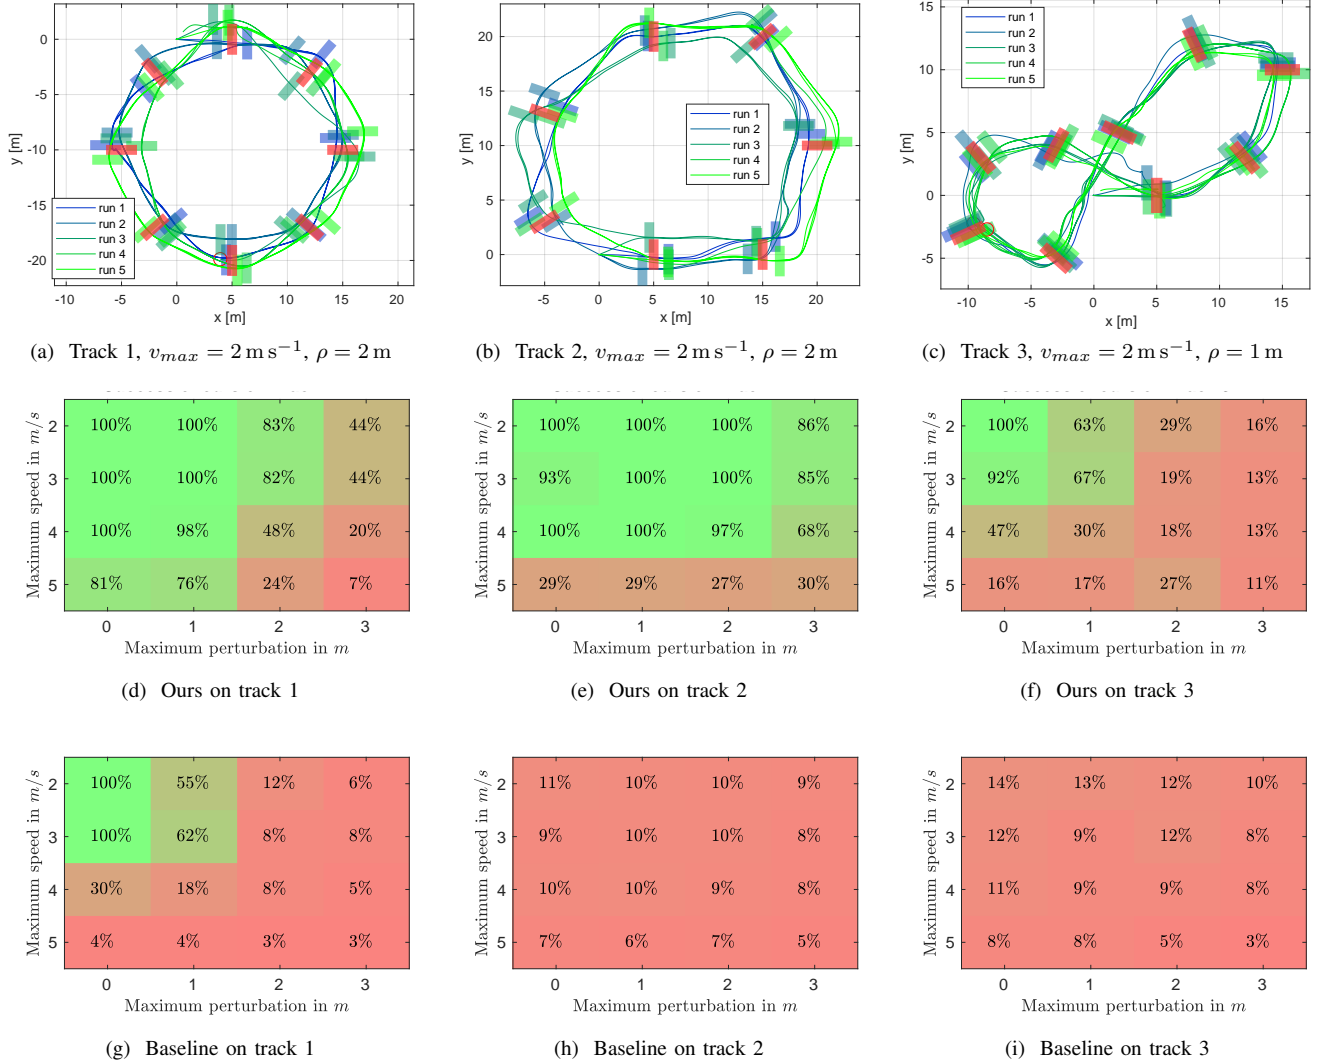 0
-5
-10
-15
-20
y [m]
run 1
run 2
run 3
run 4
run 5
-10
-5
0
5
10
15
20
x [m]
(a) Track 1, v_max = 2 m s⁻¹, ρ = 2 m
20
15
10
5
0
y [m]
run 1
run 2
run 3
run 4
run 5
-5
0
5
10
15
20
x [m]
(b) Track 2, v_max = 2 m s⁻¹, ρ = 2 m
15
10
5
0
-5
y [m]
run 1
run 2
run 3
run 4
run 5
-10
-5
0
5
10
15
x [m]
(c) Track 3, v_max = 2 m s⁻¹, ρ = 1 m
Maximum speed in m/s
2 100% 100% 83% 44%
3 100% 100% 82% 44%
4 100% 98% 48% 20%
5 81% 76% 24% 7%
0 1 2 3
Maximum perturbation in m
(d) Ours on track 1
Maximum speed in m/s
2 100% 100% 100% 86%
3 93% 100% 100% 85%
4 100% 100% 97% 68%
5 29% 29% 27% 30%
0 1 2 3
Maximum perturbation in m
(e) Ours on track 2
Maximum speed in m/s
2 100% 63% 29% 16%
3 92% 67% 19% 13%
4 47% 30% 18% 13%
5 16% 17% 27% 11%
0 1 2 3
Maximum perturbation in m
(f) Ours on track 3
Maximum speed in m/s
2 100% 55% 12% 6%
3 100% 62% 8% 8%
4 30% 18% 8% 5%
5 4% 4% 3% 3%
0 1 2 3
Maximum perturbation in m
(g) Baseline on track 1
Maximum speed in m/s
2 11% 10% 10% 9%
3 9% 10% 10% 8%
4 10% 10% 9% 8%
5 7% 6% 7% 5%
0 1 2 3
Maximum perturbation in m
(h) Baseline on track 2
Maximum speed in m/s
2 14% 13% 12% 10%
3 12% 9% 12% 8%
4 11% 9% 9% 8%
5 8% 8% 5% 3%
0 1 2 3
Maximum perturbation in m
(i) Baseline on track 3